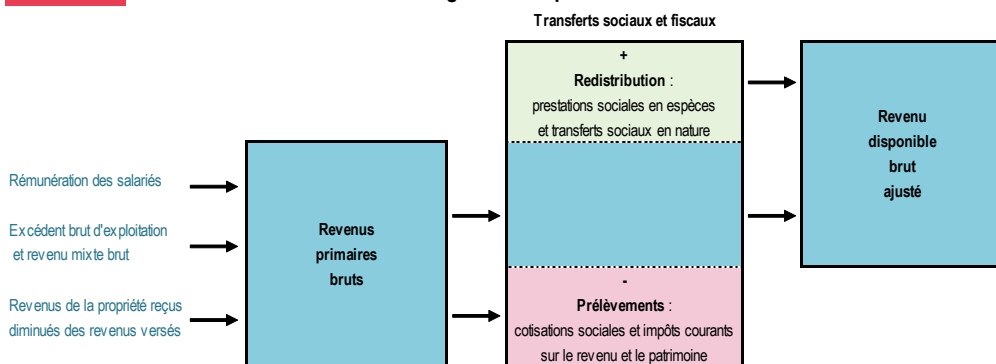 Transferts sociaux et fiscaux
+
Redistribution :
prestations sociales en espèces
et transferts sociaux en nature
Revenu
disponible
brut
ajusté
Rémunération des salariés
Excédent brut d'exploitation
et revenu mixte brut
Revenus de la propriété reçus
diminués des revenus versés
Revenus
primaires
bruts
-
Prélèvements :
cotisations sociales et impôts courants
sur le revenu et le patrimoine